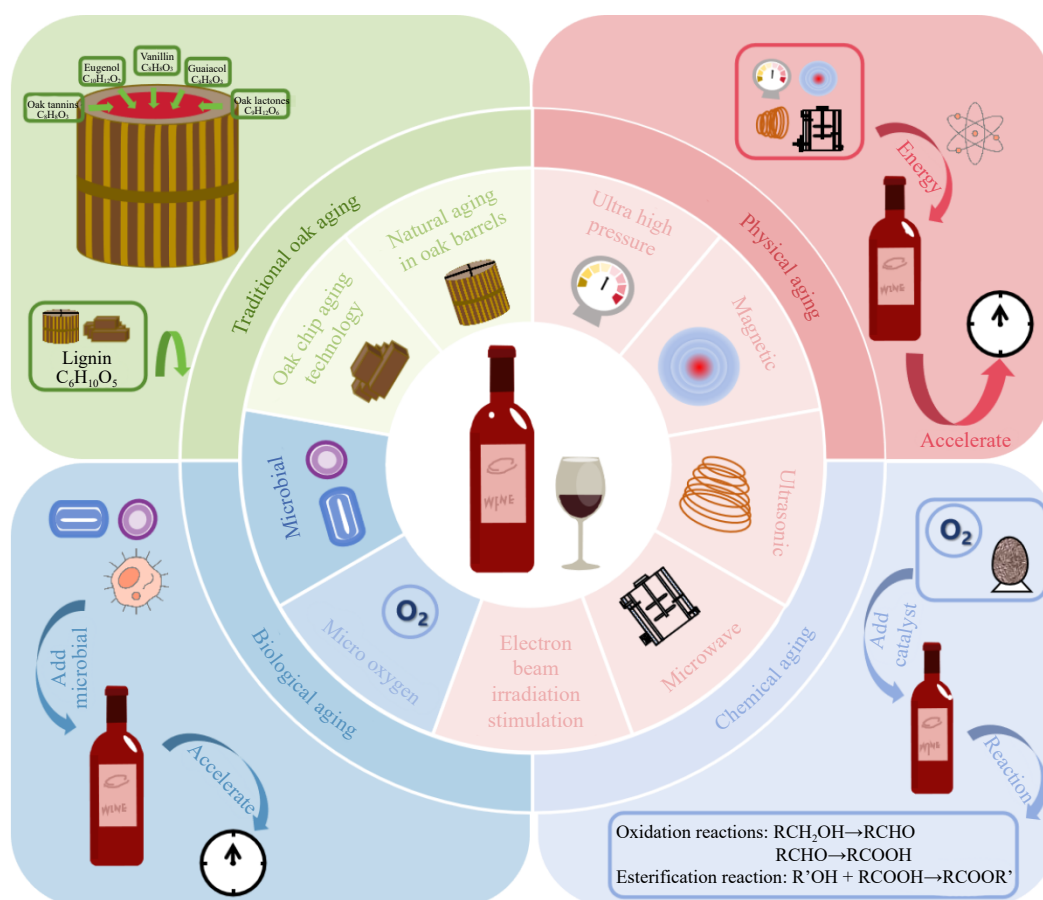 Vanillin
C₈H₈O₃
Eugenol
C₁₀H₁₂O₂
Guaiacol
Oak tannins
Oak lactones
Lignin
C₆H₁₀O₅
Traditional oak aging
Natural aging
in oak barrels
Oak chip aging
technology
Ultra high
pressure
Physical aging
Magnetic
Energy
WINE
Accelerate
Ultrasonic
Microbial
WINE
O₂
Micro oxygen
Electron
beam
irradiation
stimulation
Microwave
Biological aging
Chemical aging
Add
microbial
WINE
Accelerate
O₂
Add
catalyst
WINE
Reaction
Oxidation reactions: RCH₂OH→RCHO
RCHO→RCOOH
Esterification reaction: R’OH + RCOOH→RCOOR’